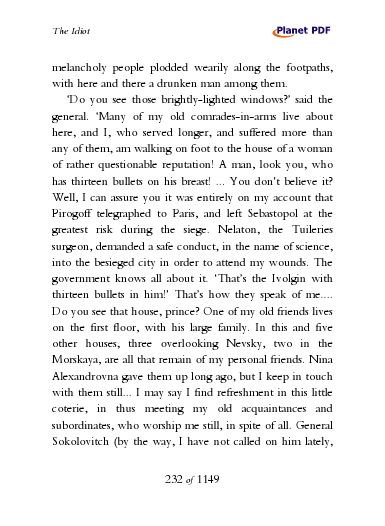 The Idiot
Planet PDF
melancholy people plodded wearily along the footpaths,
with here and there a drunken man among them.
‘Do you see those brightly-lighted windows?’ said the
general. ‘Many of my old comrades-in-arms live about
here, and I, who served longer, and suffered more than
any of them, am walking on foot to the house of a woman
of rather questionable reputation! A man, look you, who
has thirteen bullets on his breast! ... You don’t believe it?
Well, I can assure you it was entirely on my account that
Pirogoff telegraphed to Paris, and left Sebastopol at the
greatest risk during the siege. Nelaton, the Tuileries
surgeon, demanded a safe conduct, in the name of science,
into the besieged city in order to attend my wounds. The
government knows all about it. ‘That’s the Ivolgin with
thirteen bullets in him!’ That’s how they speak of me....
Do you see that house, prince? One of my old friends lives
on the first floor, with his large family. In this and five
other houses, three overlooking Nevsky, two in the
Morskaya, are all that remain of my personal friends. Nina
Alexandrovna gave them up long ago, but I keep in touch
with them still... I may say I find refreshment in this little
coterie, in thus meeting my old acquaintances and
subordinates, who worship me still, in spite of all. General
Sokolovitch (by the way, I have not called on him lately,
232 of 1149